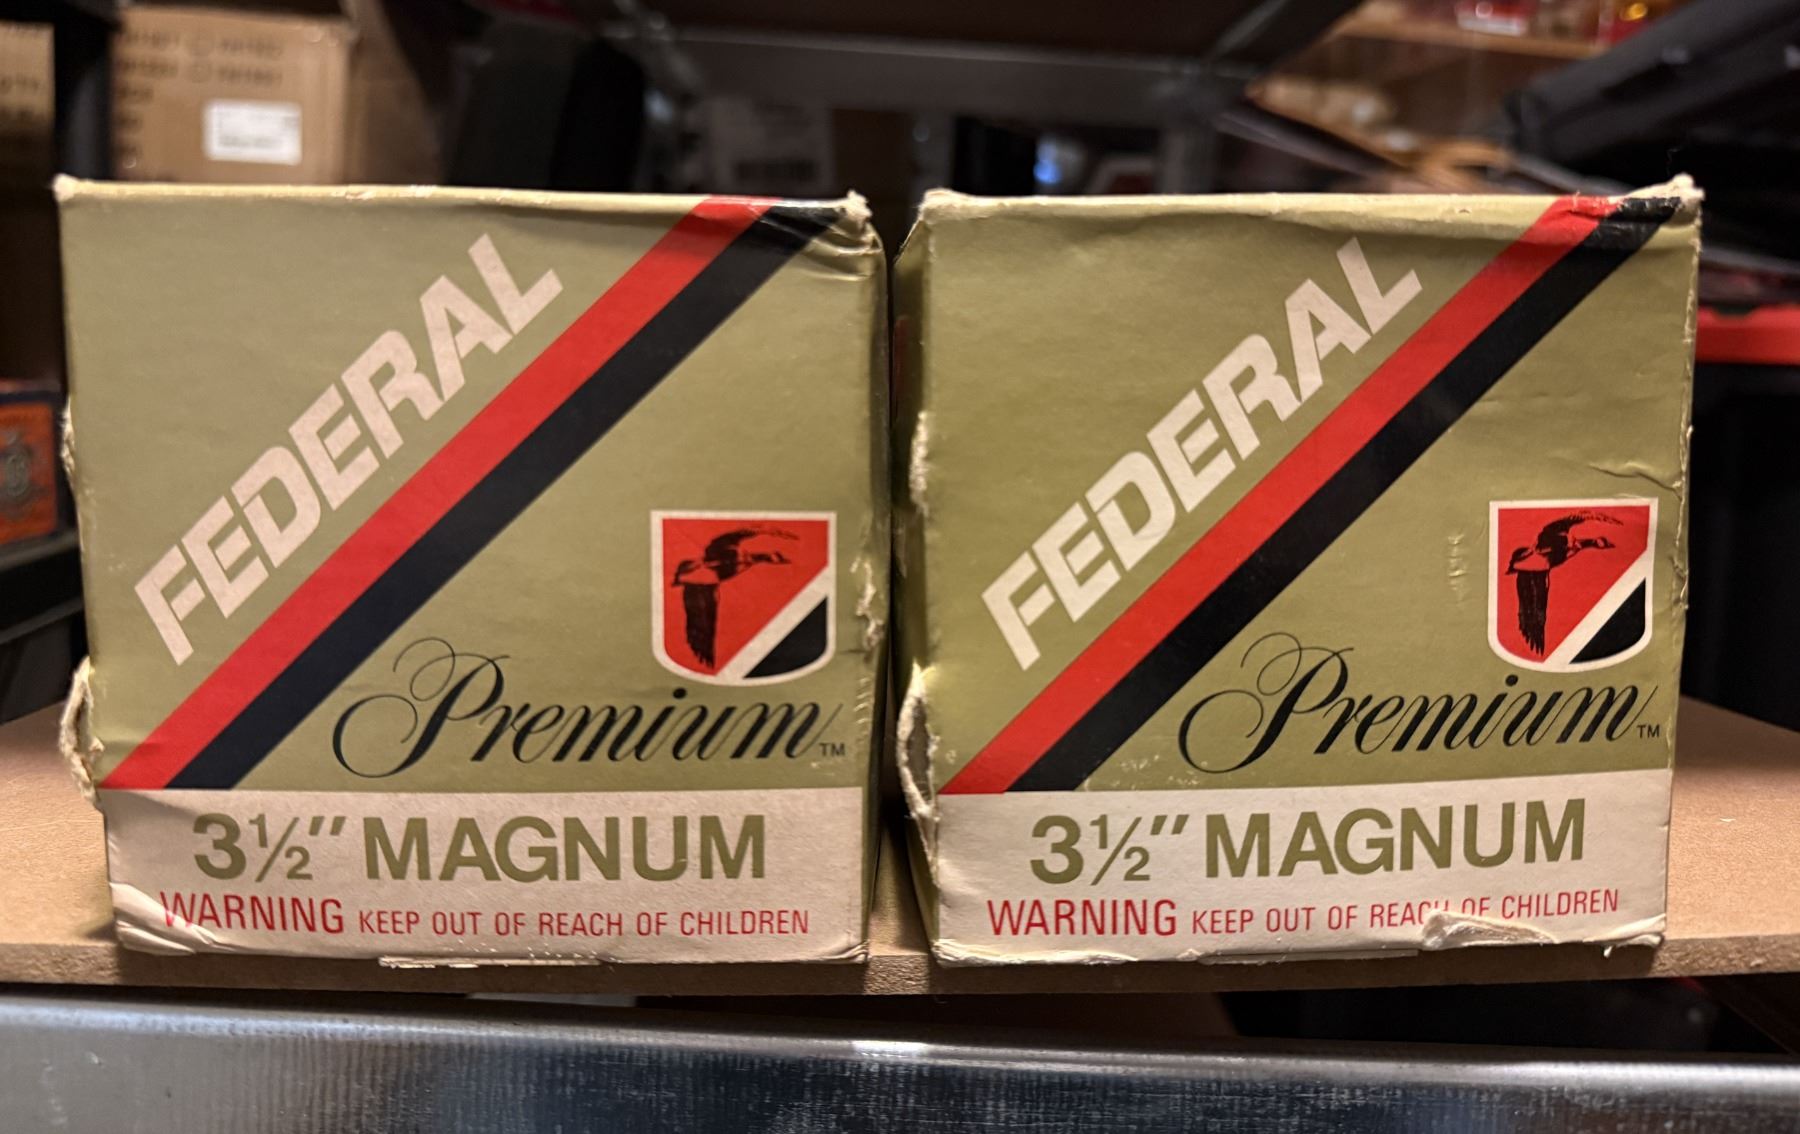 FEDERAL
Premium™
3½" MAGNUM
WARNING KEEP OUT OF REACH OF CHILDREN
FEDERAL
Premium™
3½" MAGNUM
WARNING KEEP OUT OF REACH OF CHILDREN